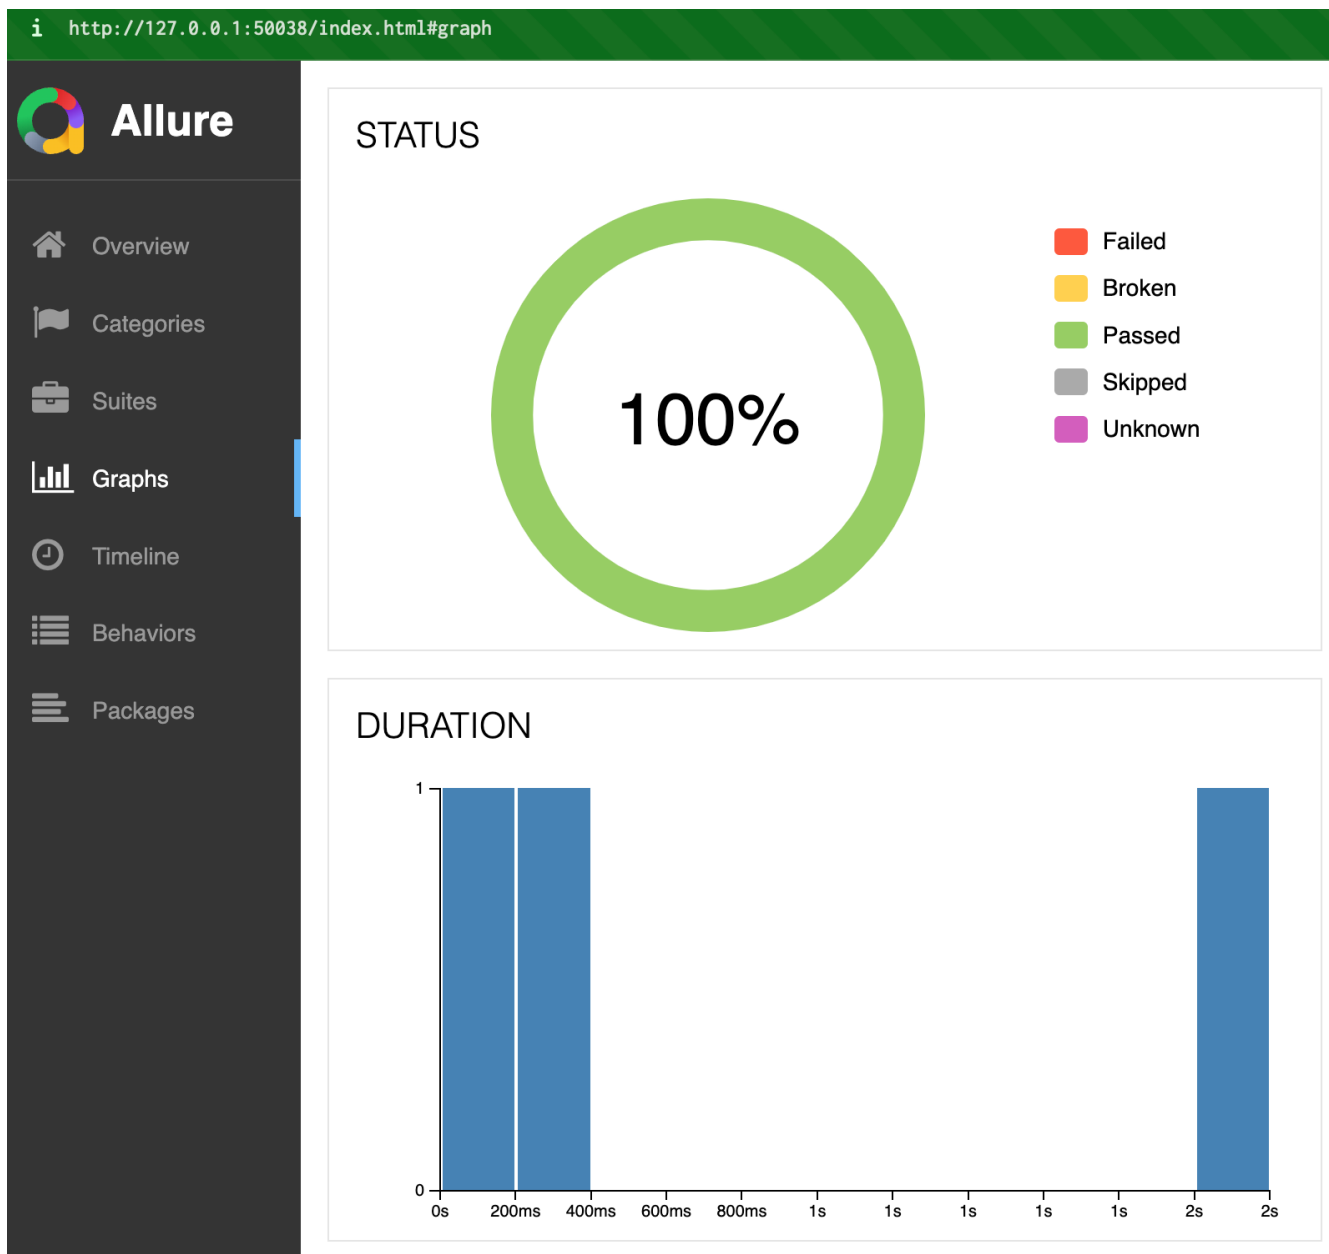 i http://127.0.0.1:50038/index.html#graph
Allure
Overview
Categories
Suites
Graphs
Timeline
Behaviors
Packages
STATUS
100%
Failed
Broken
Passed
Skipped
Unknown
DURATION
1
0
0s 200ms 400ms 600ms 800ms 1s 1s 1s 1s 1s 2s 2s